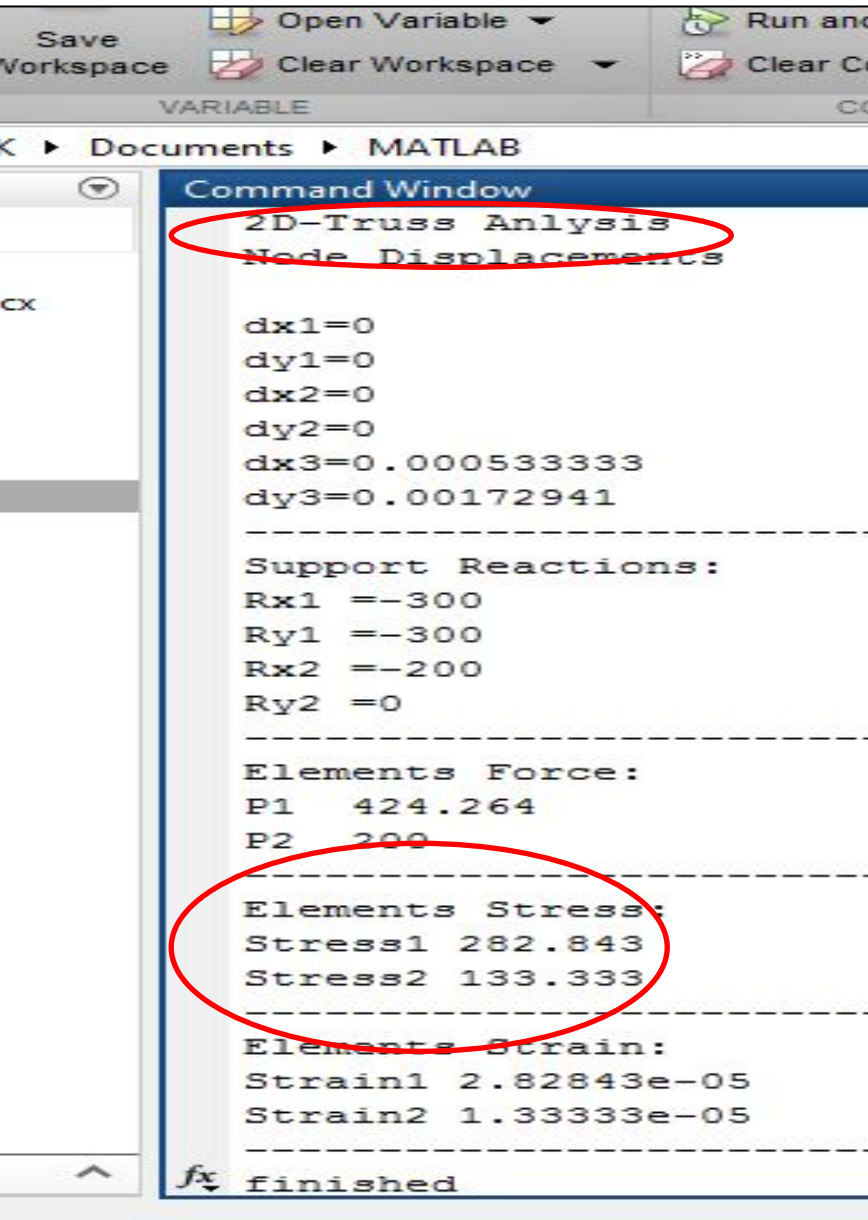 Open Variable
Run and
Save
Workspace
Clear Workspace
Clear Co
VARIABLE
CO
K ▸ Documents ▸ MATLAB
Command Window
2D-Truss Anlysis
Node Displacements
cx
dx1=0
dy1=0
dx2=0
dy2=0
dx3=0.000533333
dy3=0.00172941
---------------------------
Support Reactions:
Rx1 =-300
Ry1 =-300
Rx2 =-200
Ry2 =0
---------------------------
Elements Force:
P1 424.264
P2 200
---------------------------
Elements Stress:
Stress1 282.843
Stress2 133.333
---------------------------
Elements Strain:
Strain1 2.82843e-05
Strain2 1.33333e-05
---------------------------
fx finished